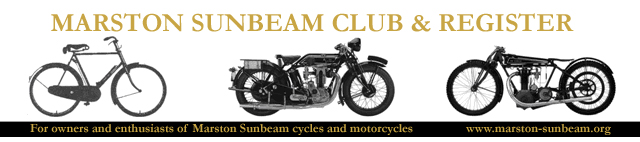 MARSTON SUNBEAM CLUB & REGISTER
For owners and enthusiasts of Marston Sunbeam cycles and motorcycles www.marston-sunbeam.org